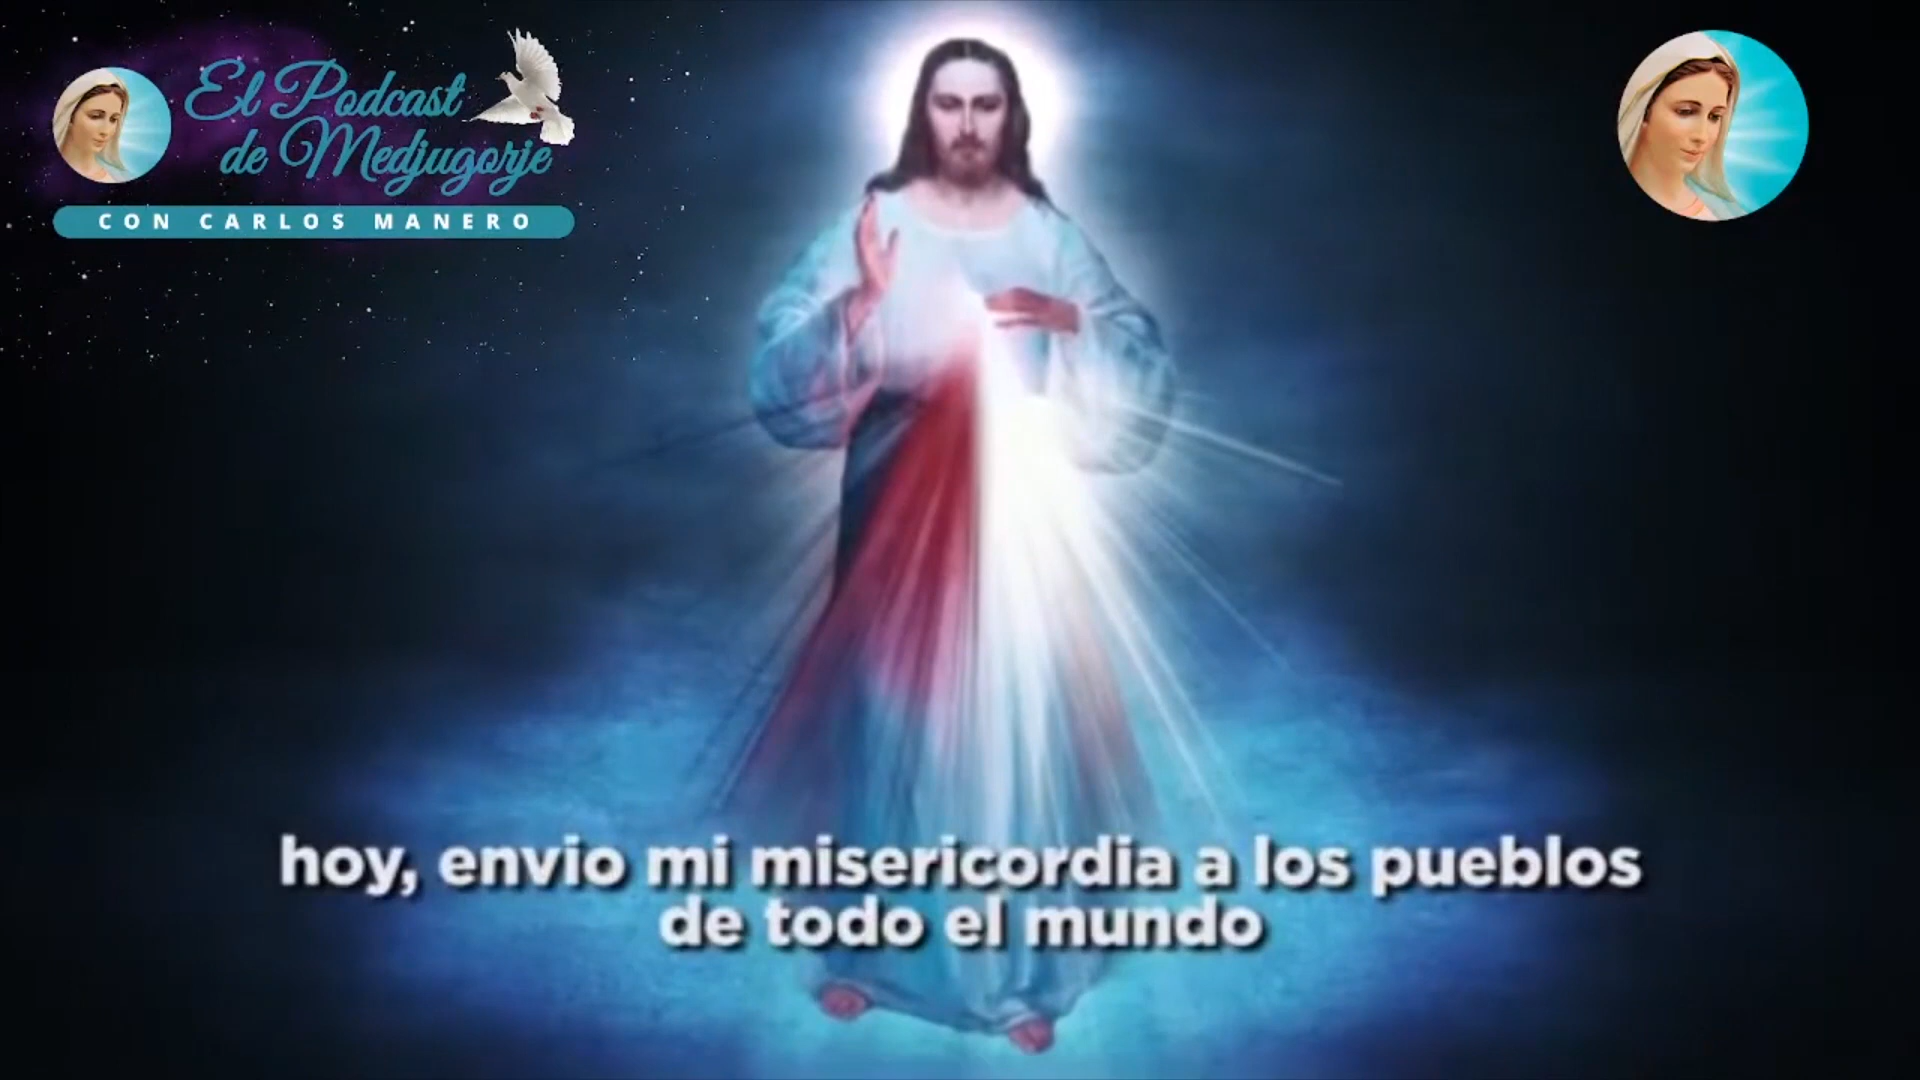 El Podcast
de Medjugorje
CON CARLOS MANERO
hoy, envio mi misericordia a los pueblos
de todo el mundo